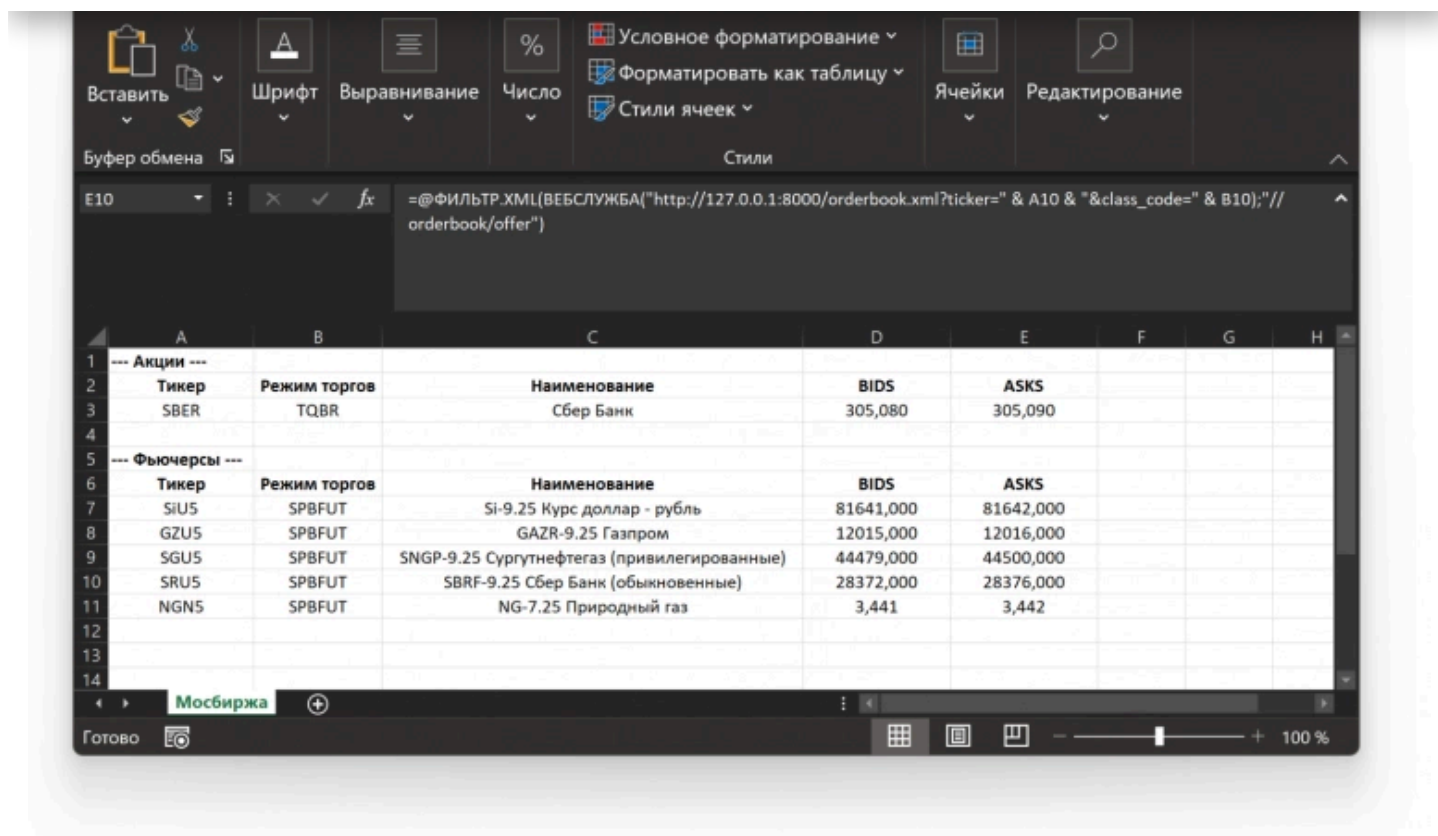 Вставить
Шрифт
Выравнивание
%
Число
Условное форматирование
Форматировать как таблицу
Стили ячеек
Ячейки
Редактирование
Буфер обмена
Стили
E10 fx =@ФИЛЬТР.XML(ВЕБСЛУЖБА("http://127.0.0.1:8000/orderbook.xml?ticker=" & A10 & "&class_code=" & B10);"//
orderbook/offer")
A B C D E F G H
1 --- Акции ---
2 Тикер Режим торгов Наименование BIDS ASKS
3 SBER TQBR Сбер Банк 305,080 305,090
4
5 --- Фьючерсы ---
6 Тикер Режим торгов Наименование BIDS ASKS
7 SiU5 SPBFUT Si-9.25 Курс доллар - рубль 81641,000 81642,000
8 GZU5 SPBFUT GAZR-9.25 Газпром 12015,000 12016,000
9 SGU5 SPBFUT SNGP-9.25 Сургутнефтегаз (привилегированные) 44479,000 44500,000
10 SRU5 SPBFUT SBRF-9.25 Сбер Банк (обыкновенные) 28372,000 28376,000
11 NGN5 SPBFUT NG-7.25 Природный газ 3,441 3,442
12
13
14
Мосбиржа
Готово 100 %